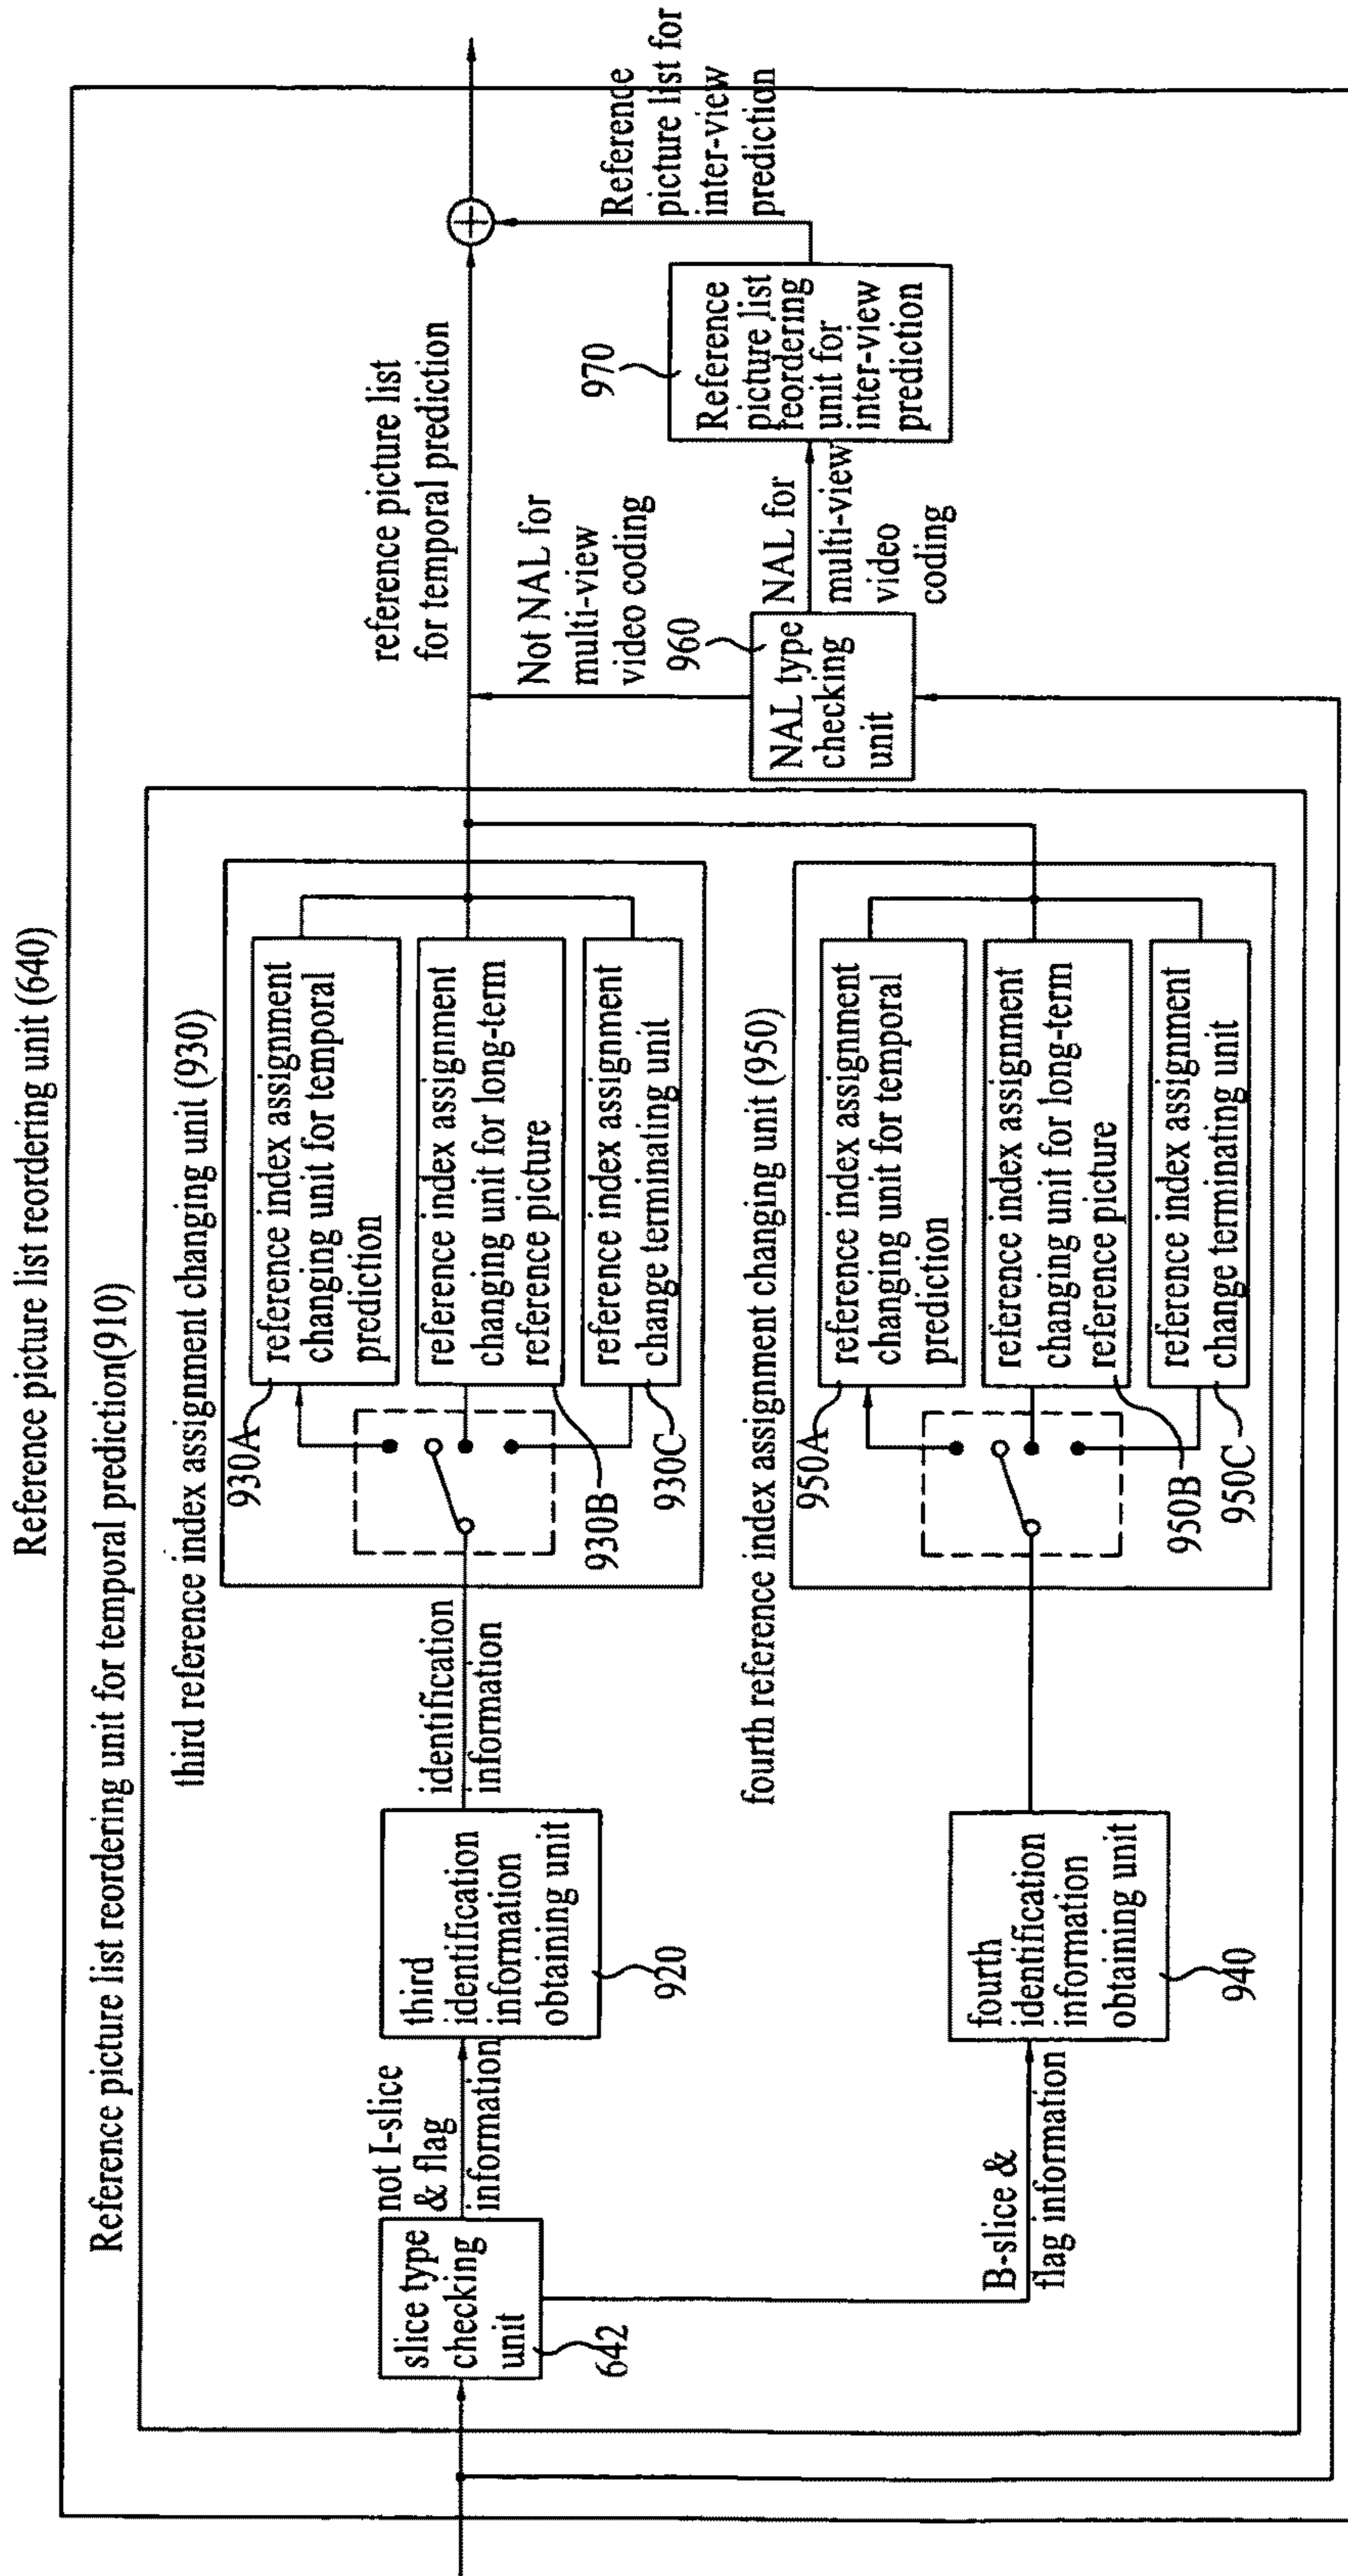 Reference picture list reordering unit (640)
Reference picture list reordering unit for temporal prediction(910)
third reference index assignment changing unit (930)
slice type
checking
unit
642
not I-slice
& flag
information
third
identification
information
obtaining unit
920
identification
information
930A
930B
930C
reference index assignment
changing unit for temporal
prediction
reference index assignment
changing unit for long-term
reference picture
reference index assignment
change terminating unit
B-slice &
flag information
fourth
identification
information
obtaining unit
940
fourth reference index assignment changing unit (950)
950A
950B
950C
reference index assignment
changing unit for temporal
prediction
reference index assignment
changing unit for long-term
reference picture
reference index assignment
change terminating unit
reference picture list
for temporal prediction
Not NAL for
multi-view
video coding
960
NAL type
checking
unit
NAL for
multi-view
video
coding
970
Reference
picture list
reordering
unit for
inter-view
prediction
Reference
picture list for
inter-view
prediction